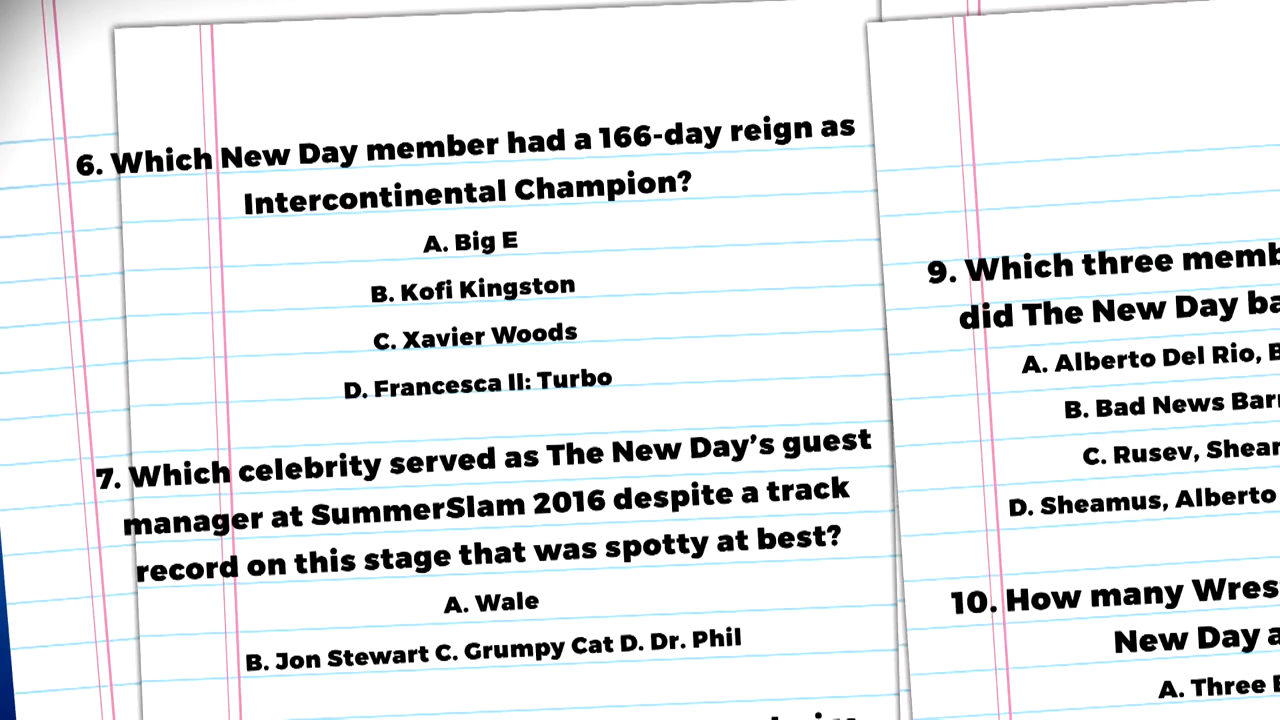 6. Which New Day member had a 166-day reign as
Intercontinental Champion?
A. Big E
B. Kofi Kingston
C. Xavier Woods
D. Francesca II: Turbo
7. Which celebrity served as The New Day's guest
manager at SummerSlam 2016 despite a track
record on this stage that was spotty at best?
A. Wale
B. Jon Stewart C. Grumpy Cat D. Dr. Phil
9. Which three memb
did The New Day ba
A. Alberto Del Rio,
B. Bad News Bar
C. Rusev, Shea
D. Sheamus, Alberto
10. How many Wres
New Day a
A. Three